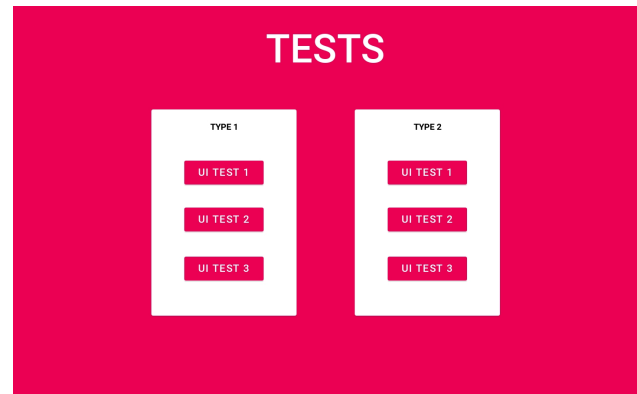 TESTS
TYPE 1
UI TEST 1
UI TEST 2
UI TEST 3
TYPE 2
UI TEST 1
UI TEST 2
UI TEST 3